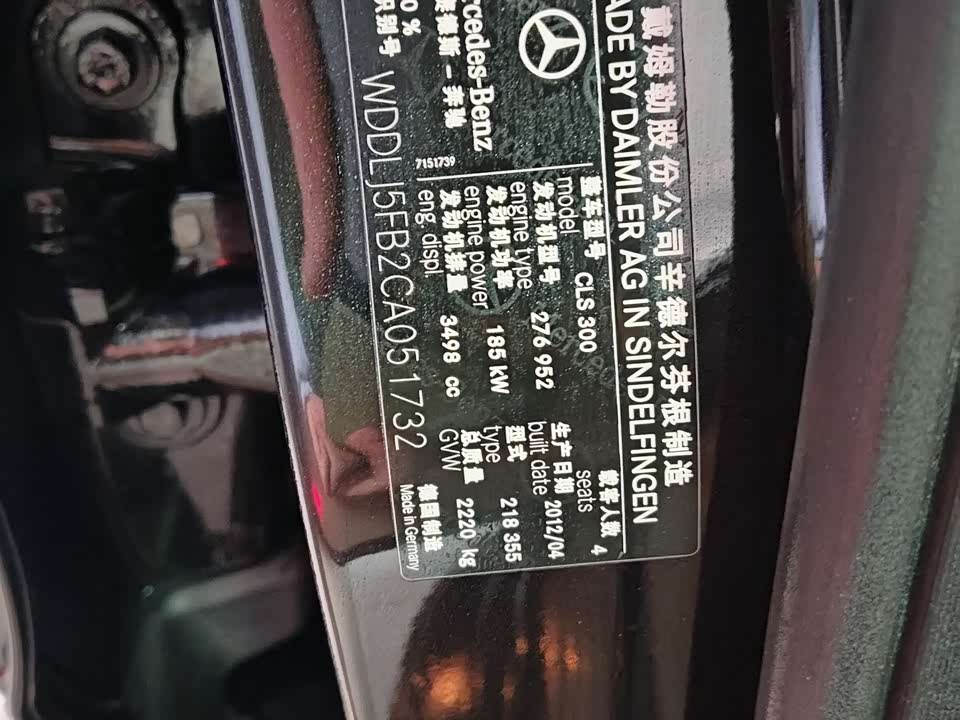 戴姆勒股份公司辛德尔芬根制造
ADE BY DAIMLER AG IN SINDELFINGEN
载客人数 4
seats
整车型号 CLS 300
model
生产日期 2012/04
built date
发动机型号 276 952
engine type
型式 218 355
type
发动机功率 185 kW
engine power
总质量 2220 kg
GVW
发动机排量 3498 cc
eng. displ.
德国制造
Made in Germany
rcedes-Benz
德斯-奔驰
7151739
0 %
识别号 WDDLJ5FB2CA051732